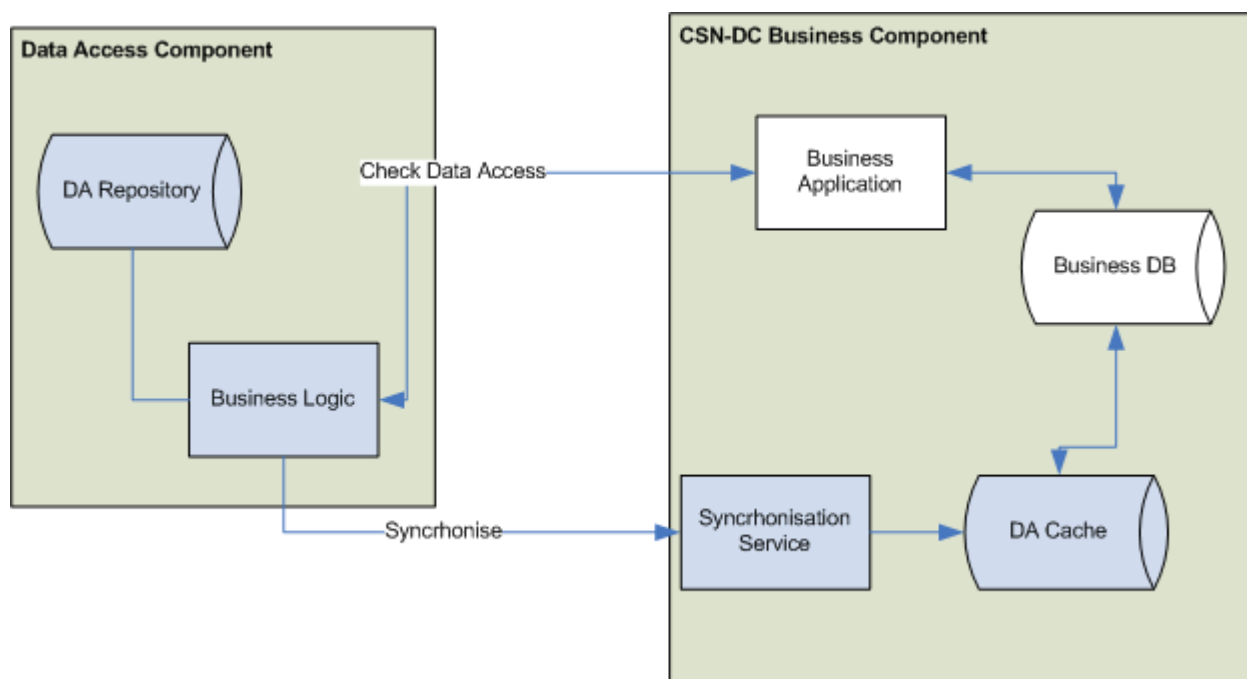 Data Access Component
CSN-DC Business Component
DA Repository
Check Data Access
Business
Application
Business DB
Business Logic
Syncrhonise
Syncrhonisation
Service
DA Cache